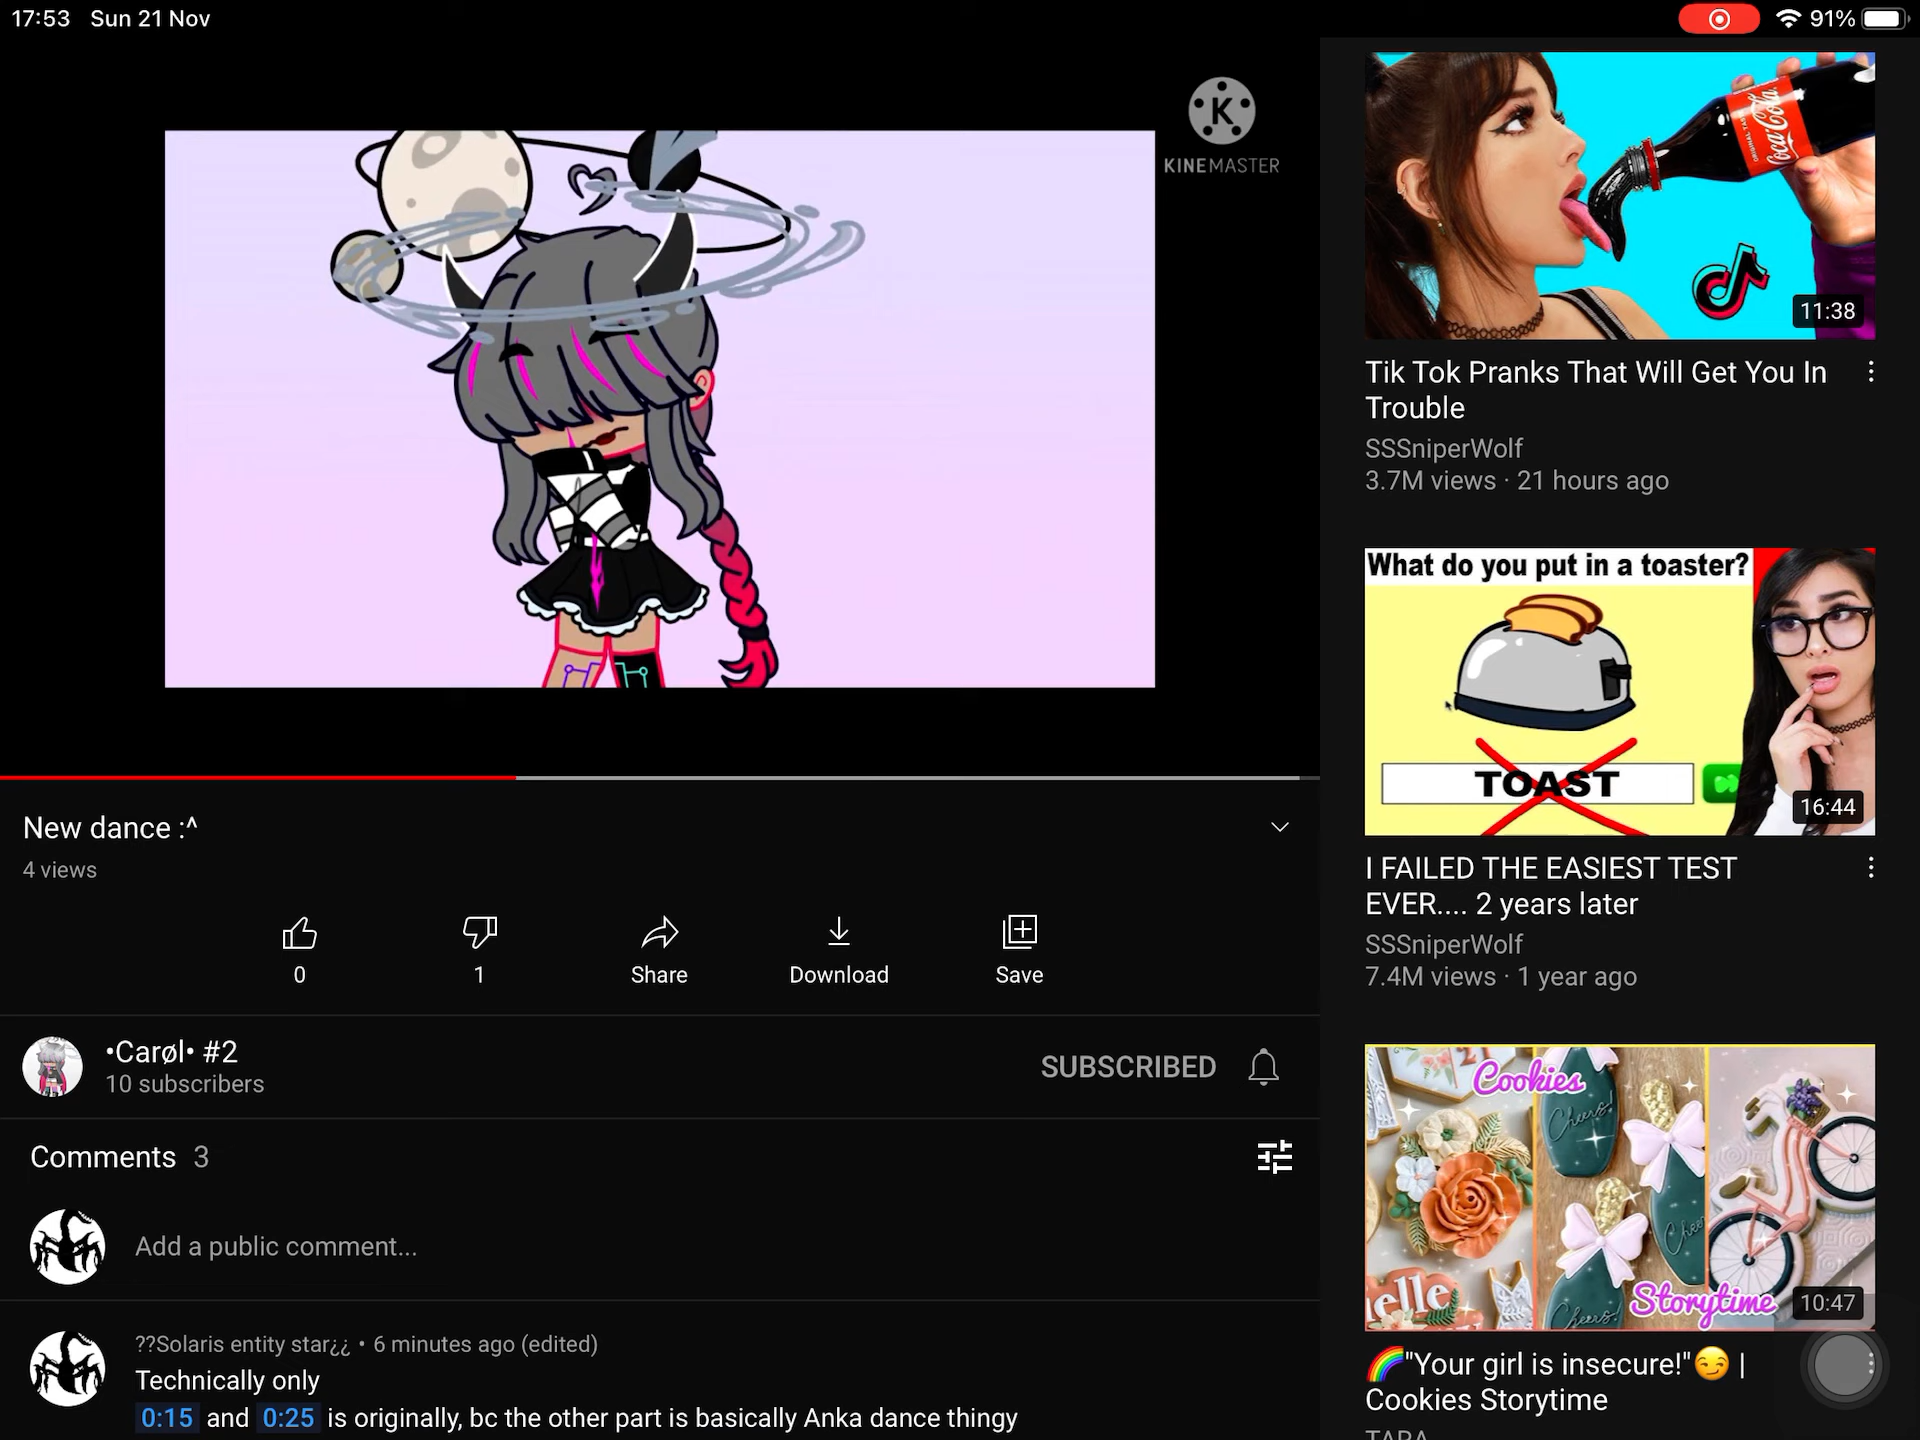 17:53 Sun 21 Nov
91%
K
KINEMASTER
New dance :^
4 views
0
1
Share
Download
Save
•Carøl• #2
10 subscribers
SUBSCRIBED
Comments 3
Add a public comment...
??Solaris entity star¿¿ • 6 minutes ago (edited)
Technically only
0:15 and 0:25 is originally, bc the other part is basically Anka dance thingy
Coca-Cola
11:38
Tik Tok Pranks That Will Get You In
Trouble
SSSniperWolf
3.7M views · 21 hours ago
What do you put in a toaster?
TOAST
16:44
I FAILED THE EASIEST TEST
EVER.... 2 years later
SSSniperWolf
7.4M views · 1 year ago
Cookies
Cheers!
Cheers!
elle
Storytime
10:47
🌈"Your girl is insecure!"😏 |
Cookies Storytime